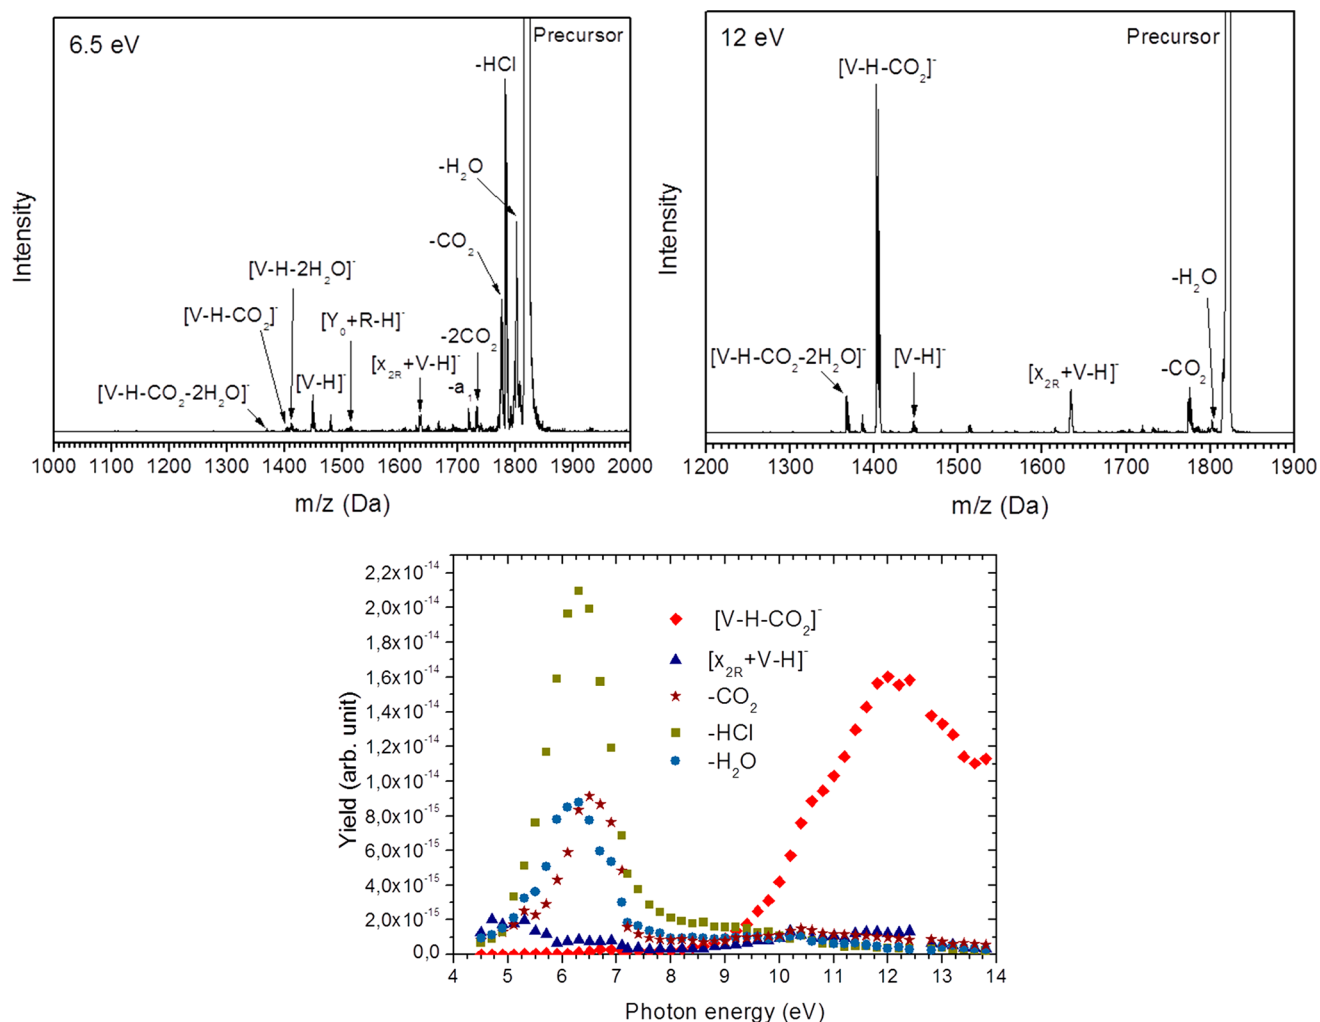 6.5 eV
Precursor
-HCl
-H₂O
-CO₂
[V-H-2H₂O]⁻
[V-H-CO₂]⁻
[Y₀+R-H]⁻
-2CO₂
[x₂R+V-H]⁻
[V-H]⁻
-a₁
[V-H-CO₂-2H₂O]⁻
Intensity
1000 1100 1200 1300 1400 1500 1600 1700 1800 1900 2000
m/z (Da)
12 eV
Precursor
[V-H-CO₂]⁻
-H₂O
[V-H-CO₂-2H₂O]⁻
[V-H]⁻
[x₂R+V-H]⁻
-CO₂
Intensity
1200 1300 1400 1500 1600 1700 1800 1900
m/z (Da)
2,2x10⁻¹⁴
2,0x10⁻¹⁴
1,8x10⁻¹⁴
1,6x10⁻¹⁴
1,4x10⁻¹⁴
1,2x10⁻¹⁴
1,0x10⁻¹⁴
8,0x10⁻¹⁵
6,0x10⁻¹⁵
4,0x10⁻¹⁵
2,0x10⁻¹⁵
0,0
Yield (arb. unit)
[V-H-CO₂]⁻
[x₂R+V-H]⁻
-CO₂
-HCl
-H₂O
4 5 6 7 8 9 10 11 12 13 14
Photon energy (eV)